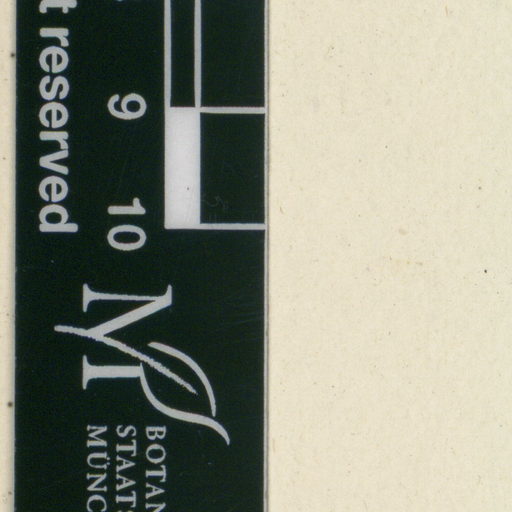 t reserved
9 10
M
BOTAN
STAATS
MÜNC